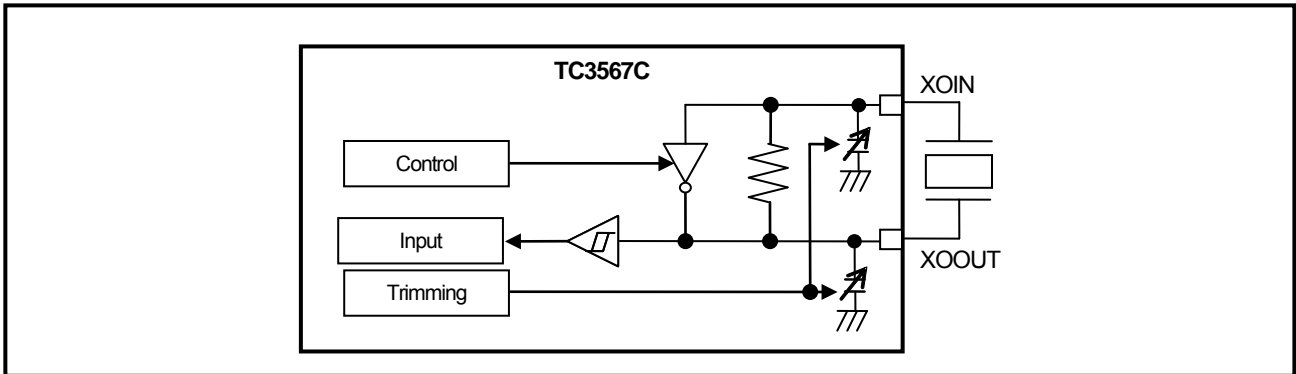 TC3567C
XOIN
Control
Input
XOOUT
Trimming